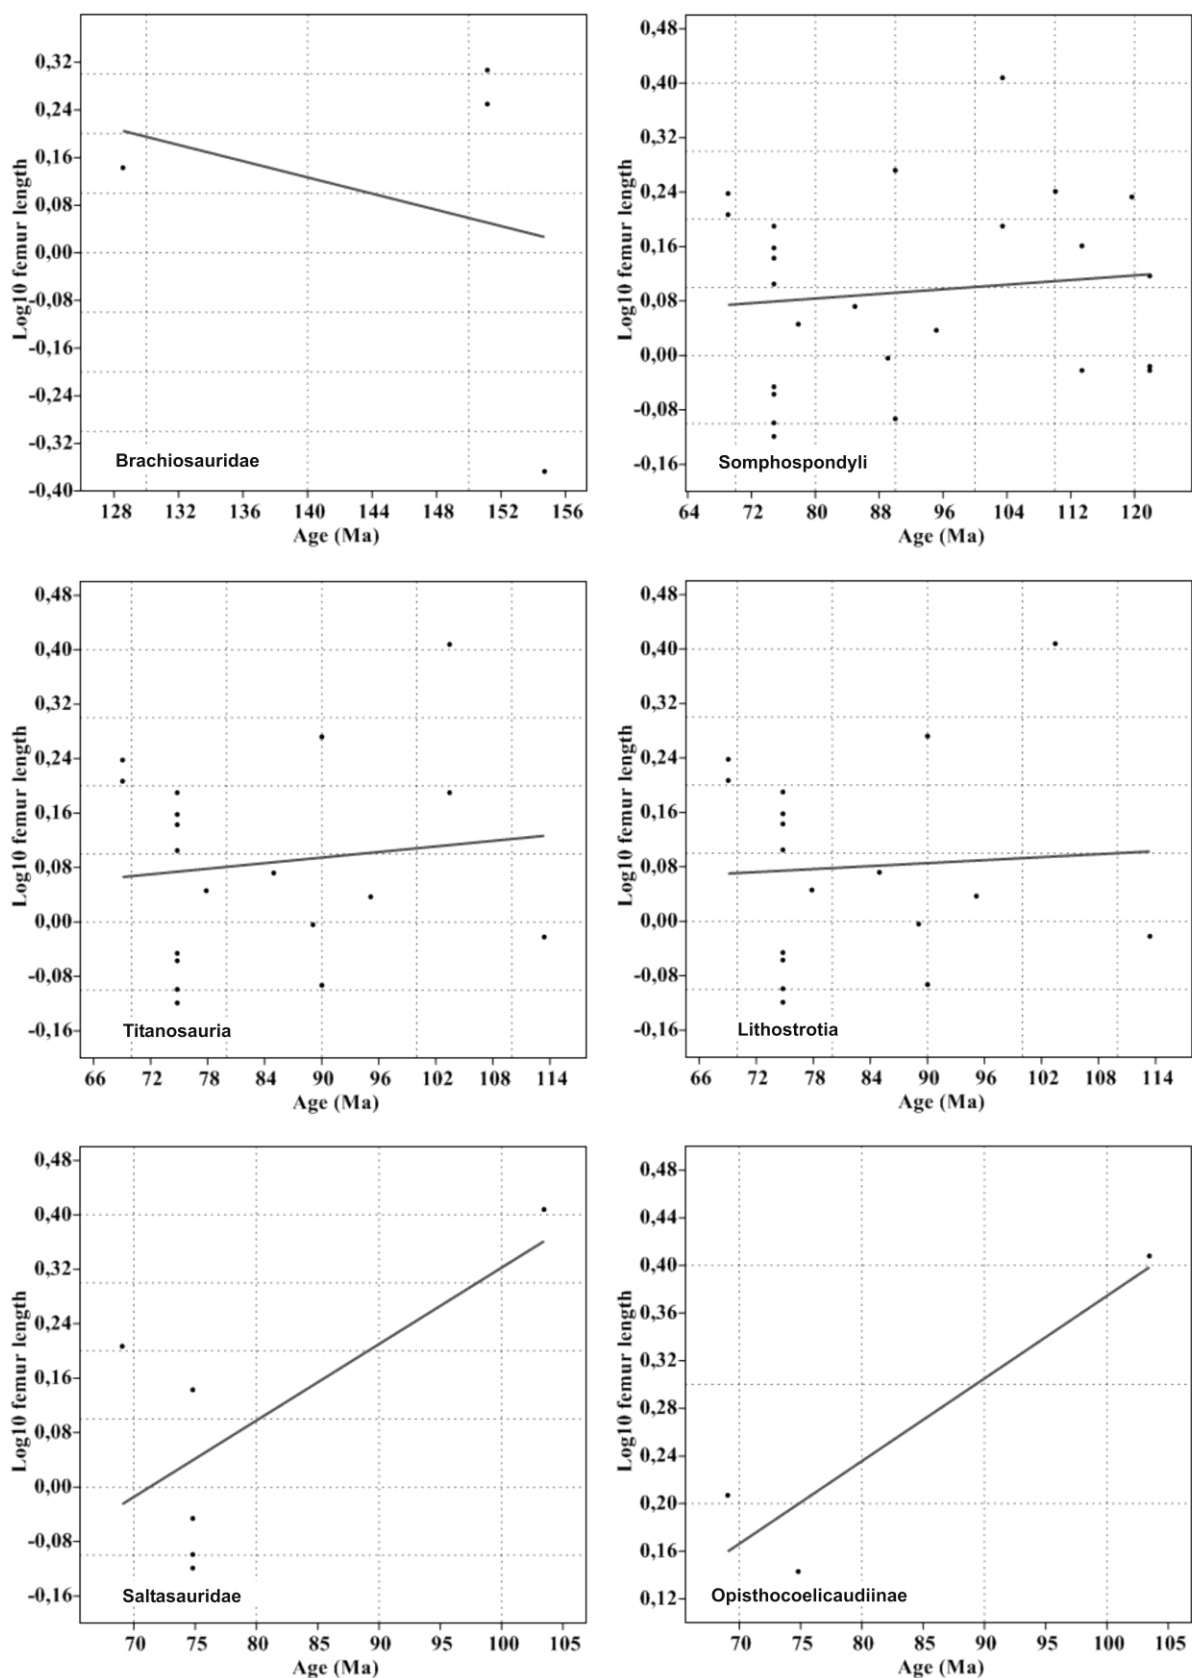 0,32
0,24
0,16
0,08
0,00
-0,08
-0,16
-0,24
-0,32
-0,40
Log10 femur length
Brachiosauridae
128 132 136 140 144 148 152 156
Age (Ma)
0,48
0,40
0,32
0,24
0,16
0,08
0,00
-0,08
-0,16
Log10 femur length
Somphospondyli
64 72 80 88 96 104 112 120
Age (Ma)
0,48
0,40
0,32
0,24
0,16
0,08
0,00
-0,08
-0,16
Log10 femur length
Titanosauria
66 72 78 84 90 96 102 108 114
Age (Ma)
0,48
0,40
0,32
0,24
0,16
0,08
0,00
-0,08
-0,16
Log10 femur length
Lithostrotia
66 72 78 84 90 96 102 108 114
Age (Ma)
0,48
0,40
0,32
0,24
0,16
0,08
0,00
-0,08
-0,16
Log10 femur length
Saltasauridae
70 75 80 85 90 95 100 105
Age (Ma)
0,48
0,44
0,40
0,36
0,32
0,28
0,24
0,20
0,16
0,12
Log10 femur length
Opisthocoelicaudiinae
70 75 80 85 90 95 100 105
Age (Ma)